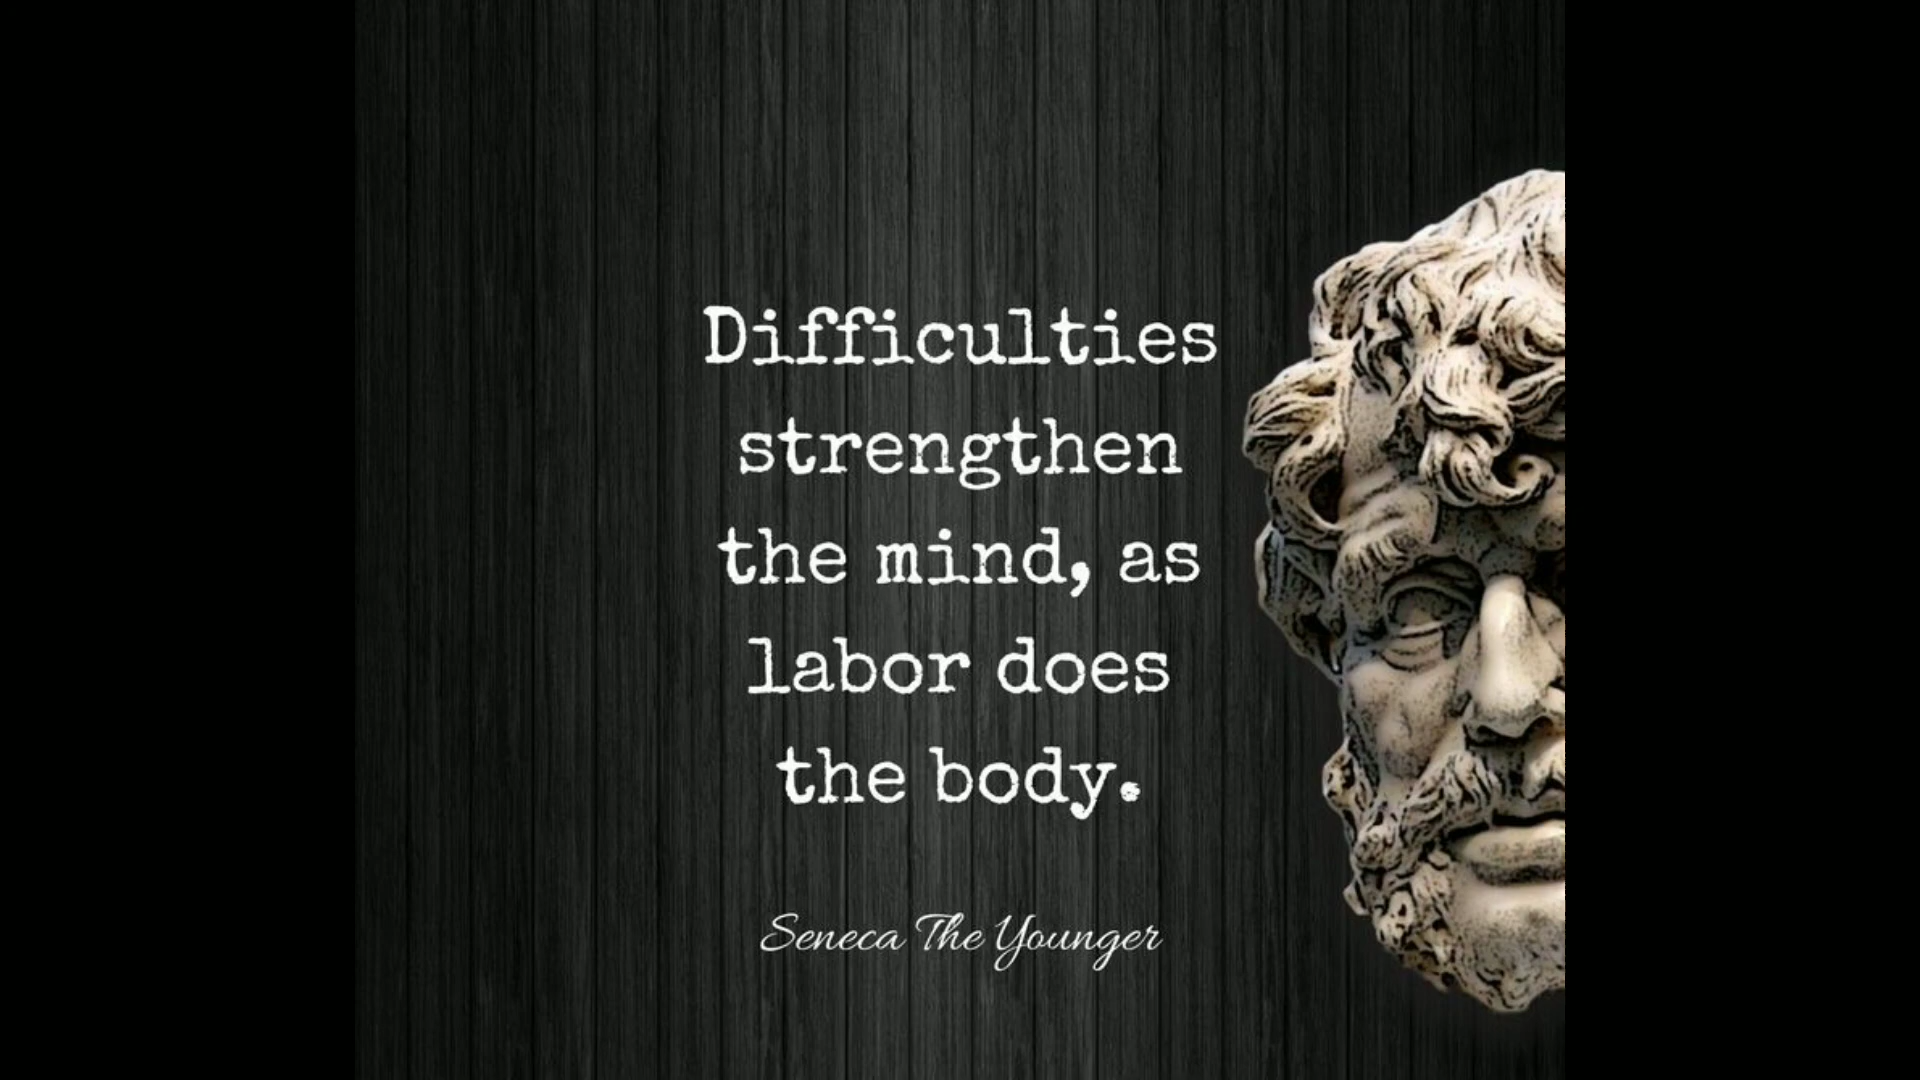 Difficulties
strengthen
the mind, as
labor does
the body.
Seneca The Younger